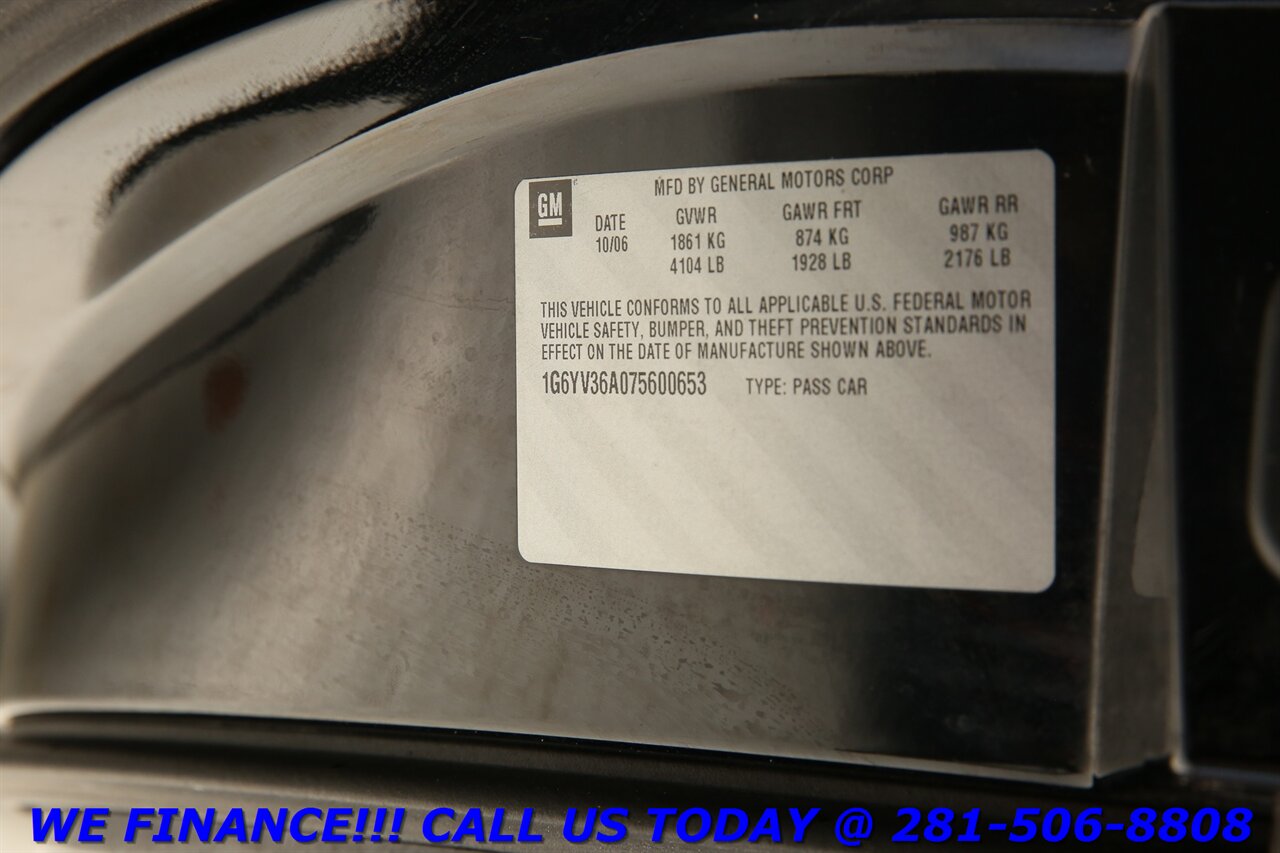 MFD BY GENERAL MOTORS CORP
GM
DATE GVWR GAWR FRT GAWR RR
10/06 1861 KG 874 KG 987 KG
4104 LB 1928 LB 2176 LB
THIS VEHICLE CONFORMS TO ALL APPLICABLE U.S. FEDERAL MOTOR
VEHICLE SAFETY, BUMPER, AND THEFT PREVENTION STANDARDS IN
EFFECT ON THE DATE OF MANUFACTURE SHOWN ABOVE.
1G6YV36A075600653 TYPE: PASS CAR
WE FINANCE!!! CALL US TODAY @ 281-506-8808